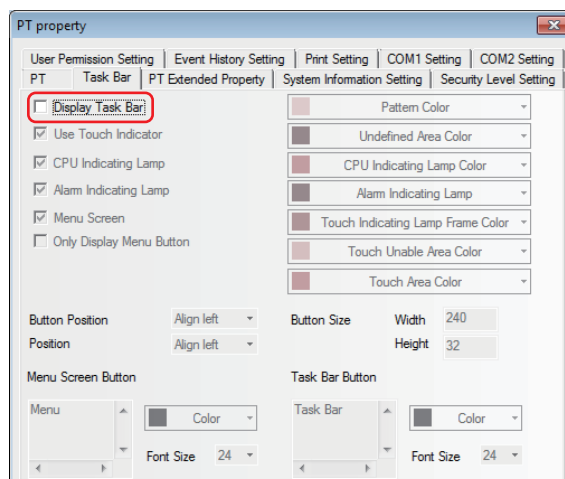 PT property
User Permission Setting Event History Setting Print Setting COM1 Setting COM2 Setting
PT Task Bar PT Extended Property System Information Setting Security Level Setting
Display Task Bar Pattern Color
Use Touch Indicator Undefined Area Color
CPU Indicating Lamp CPU Indicating Lamp Color
Alarm Indicating Lamp Alarm Indicating Lamp
Menu Screen Touch Indicating Lamp Frame Color
Only Display Menu Button Touch Unable Area Color
Touch Area Color
Button Position Align left Button Size Width 240
Position Align left Height 32
Menu Screen Button Task Bar Button
Menu Color Task Bar Color
Font Size 24 Font Size 24